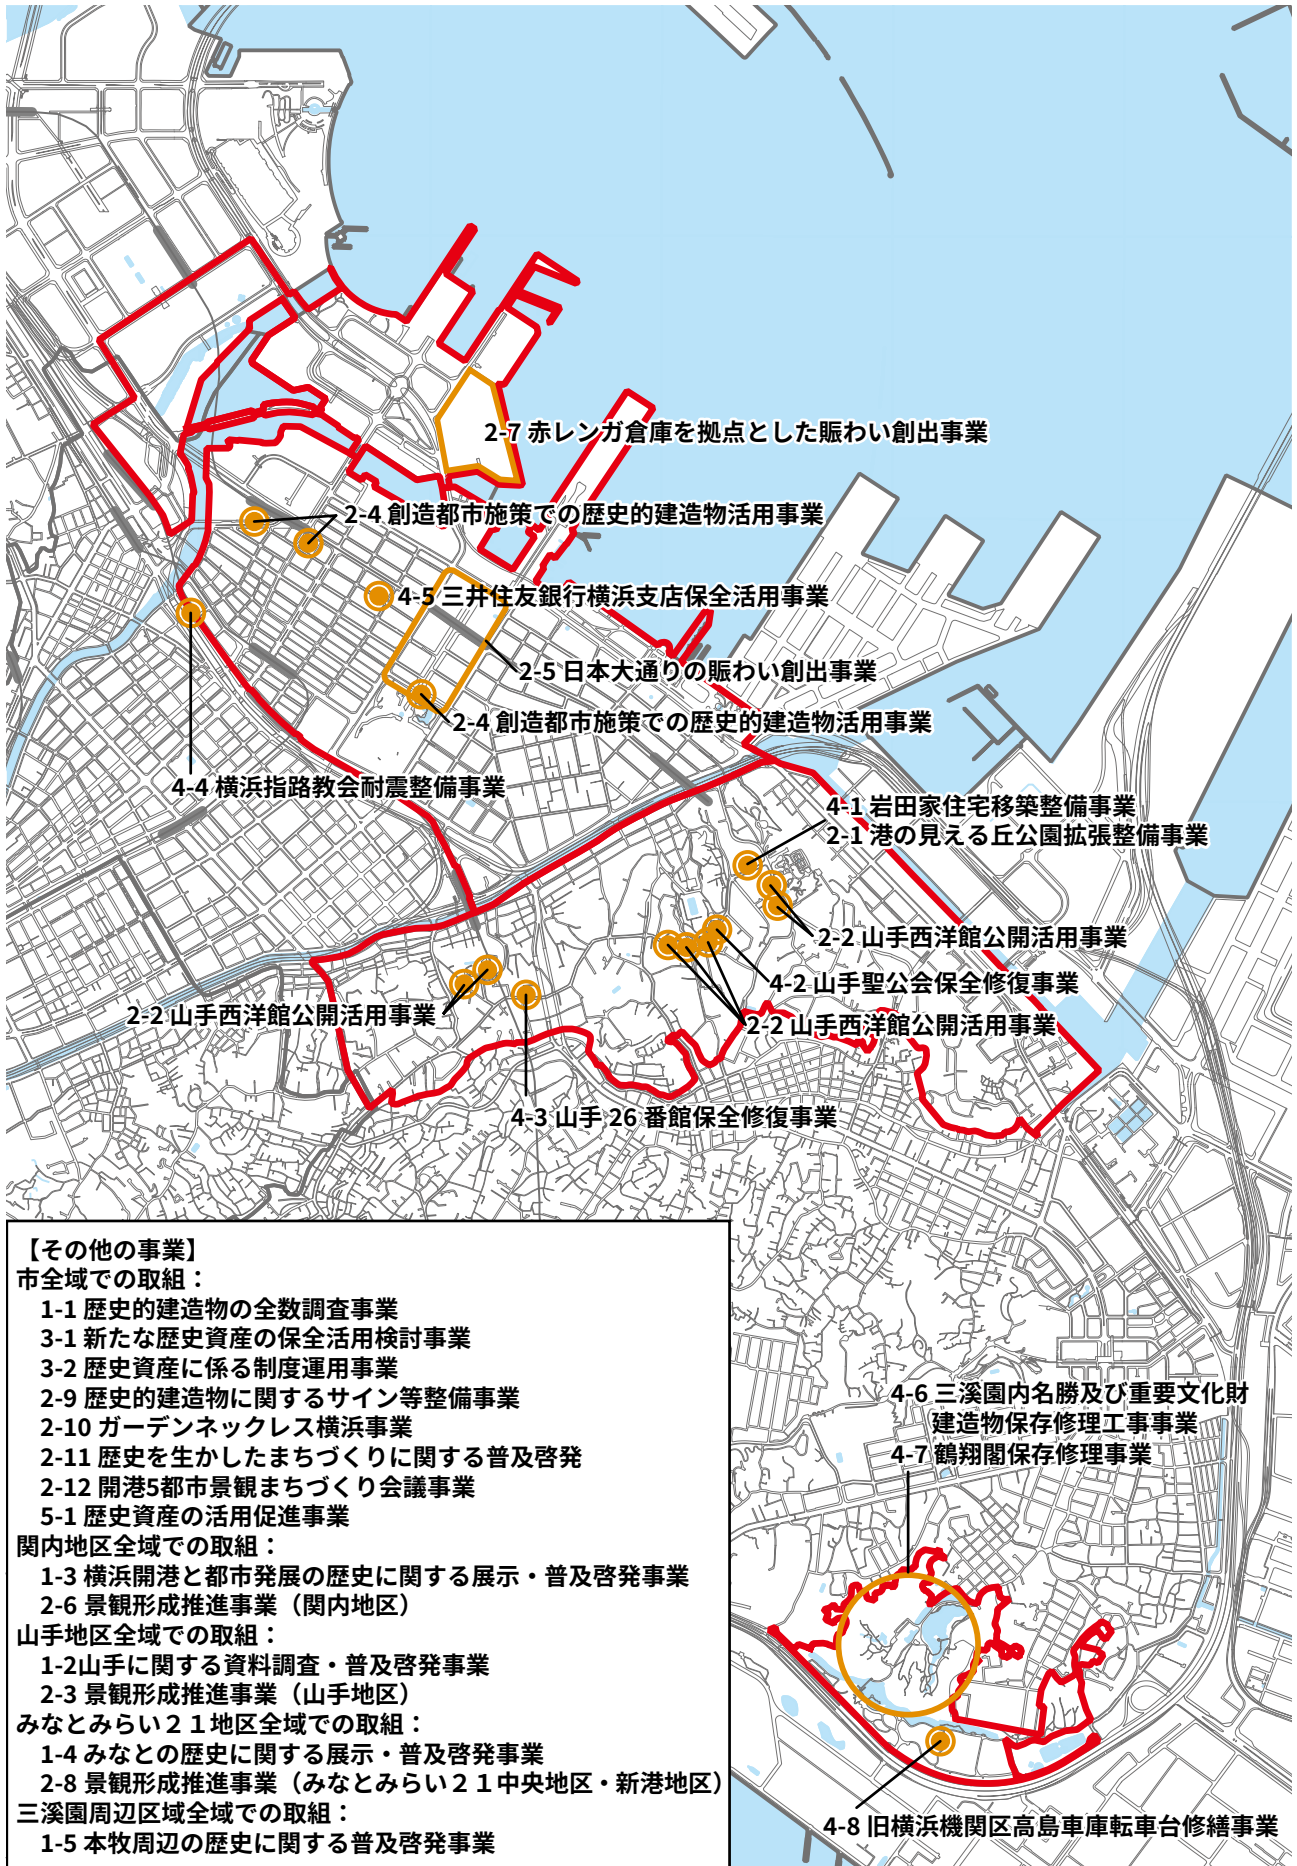 2-7 赤レンガ倉庫を拠点とした賑わい創出事業
2-4 創造都市施策での歴史的建造物活用事業
4-5 三井住友銀行横浜支店保全活用事業
2-5 日本大通りの賑わい創出事業
2-4 創造都市施策での歴史的建造物活用事業
4-4 横浜指路教会耐震整備事業
4-1 岩田家住宅移築整備事業
2-1 港の見える丘公園拡張整備事業
2-2 山手西洋館公開活用事業
4-2 山手聖公会保全修復事業
2-2 山手西洋館公開活用事業
2-2 山手西洋館公開活用事業
4-3 山手 26 番館保全修復事業
【その他の事業】
市全域での取組：
1-1 歴史的建造物の全数調査事業
3-1 新たな歴史資産の保全活用検討事業
3-2 歴史資産に係る制度運用事業
2-9 歴史的建造物に関するサイン等整備事業
2-10 ガーデンネックレス横浜事業
2-11 歴史を生かしたまちづくりに関する普及啓発
2-12 開港5都市景観まちづくり会議事業
5-1 歴史資産の活用促進事業
関内地区全域での取組：
1-3 横浜開港と都市発展の歴史に関する展示・普及啓発事業
2-6 景観形成推進事業（関内地区）
山手地区全域での取組：
1-2山手に関する資料調査・普及啓発事業
2-3 景観形成推進事業（山手地区）
みなとみらい２１地区全域での取組：
1-4 みなとの歴史に関する展示・普及啓発事業
2-8 景観形成推進事業（みなとみらい２１中央地区・新港地区）
三溪園周辺区域全域での取組：
1-5 本牧周辺の歴史に関する普及啓発事業
4-6 三溪園内名勝及び重要文化財
建造物保存修理工事事業
4-7 鶴翔閣保存修理事業
4-8 旧横浜機関区高島車庫転車台修繕事業